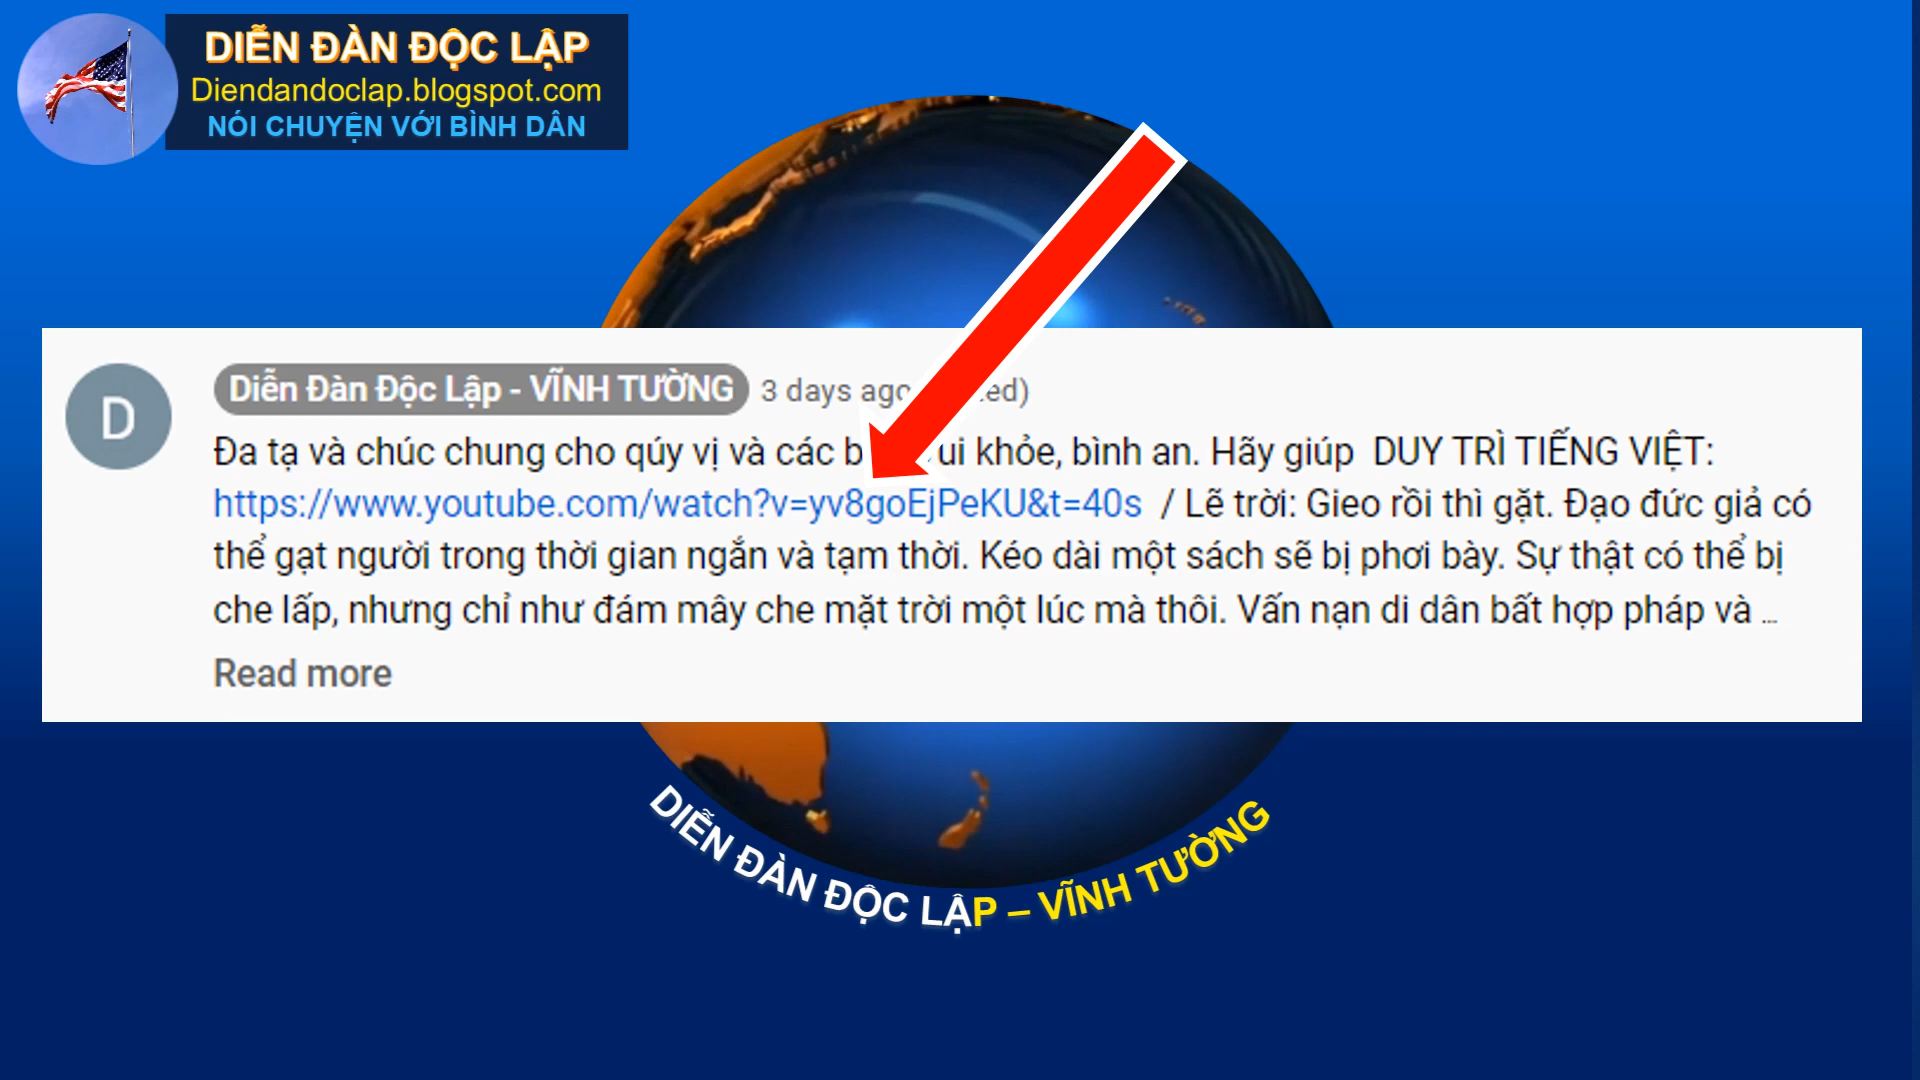 DIỄN ĐÀN ĐỘC LẬP
Diendandoclap.blogspot.com
NÓI CHUYỆN VỚI BÌNH DÂN
D
Diễn Đàn Độc Lập - VĨNH TƯỜNG 3 days ago
Đa tạ và chúc chung cho qúy vị và các khỏe, bình an. Hãy giúp DUY TRÌ TIẾNG VIỆT:
https://www.youtube.com/watch?v=yv8goEjPeKU&t=40s / Lẽ trời: Gieo rồi thì gặt. Đạo đức giả có
thể gạt người trong thời gian ngắn và tạm thời. Kéo dài một sách sẽ bị phơi bày. Sự thật có thể bị
che lấp, nhưng chỉ như đám mây che mặt trời một lúc mà thôi. Vấn nạn di dân bất hợp pháp và ...
Read more
DIỄN ĐÀN ĐỘC LẬP – VĨNH TƯỜNG